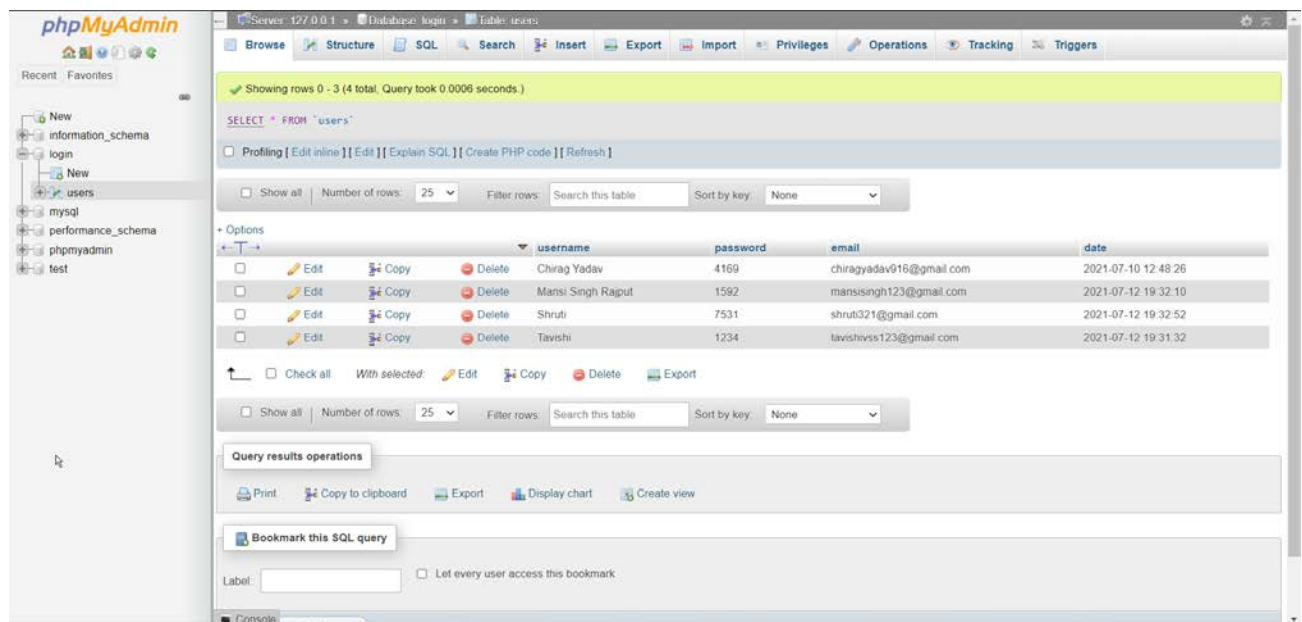 phpMyAdmin
Recent Favorites
New
information_schema
login
New
users
mysql
performance_schema
phpmyadmin
test
Server: 127.0.0.1 » Database: login » Table: users
Browse Structure SQL Search Insert Export Import Privileges Operations Tracking Triggers
Showing rows 0 - 3 (4 total, Query took 0.0006 seconds.)
SELECT * FROM `users`
Profiling [ Edit inline ] [ Edit ] [ Explain SQL ] [ Create PHP code ] [ Refresh ]
Show all | Number of rows: 25 Filter rows: Search this table Sort by key: None
+ Options
←T→ username password email date
Edit Copy Delete Chirag Yadav 4169 chiragyadav916@gmail.com 2021-07-10 12:48:26
Edit Copy Delete Mansi Singh Rajput 1592 mansisingh123@gmail.com 2021-07-12 19:32:10
Edit Copy Delete Shruti 7531 shruti321@gmail.com 2021-07-12 19:32:52
Edit Copy Delete Tavishi 1234 tavishivss123@gmail.com 2021-07-12 19:31:32
Check all With selected: Edit Copy Delete Export
Show all | Number of rows: 25 Filter rows: Search this table Sort by key: None
Query results operations
Print Copy to clipboard Export Display chart Create view
Bookmark this SQL query
Label: Let every user access this bookmark
Console